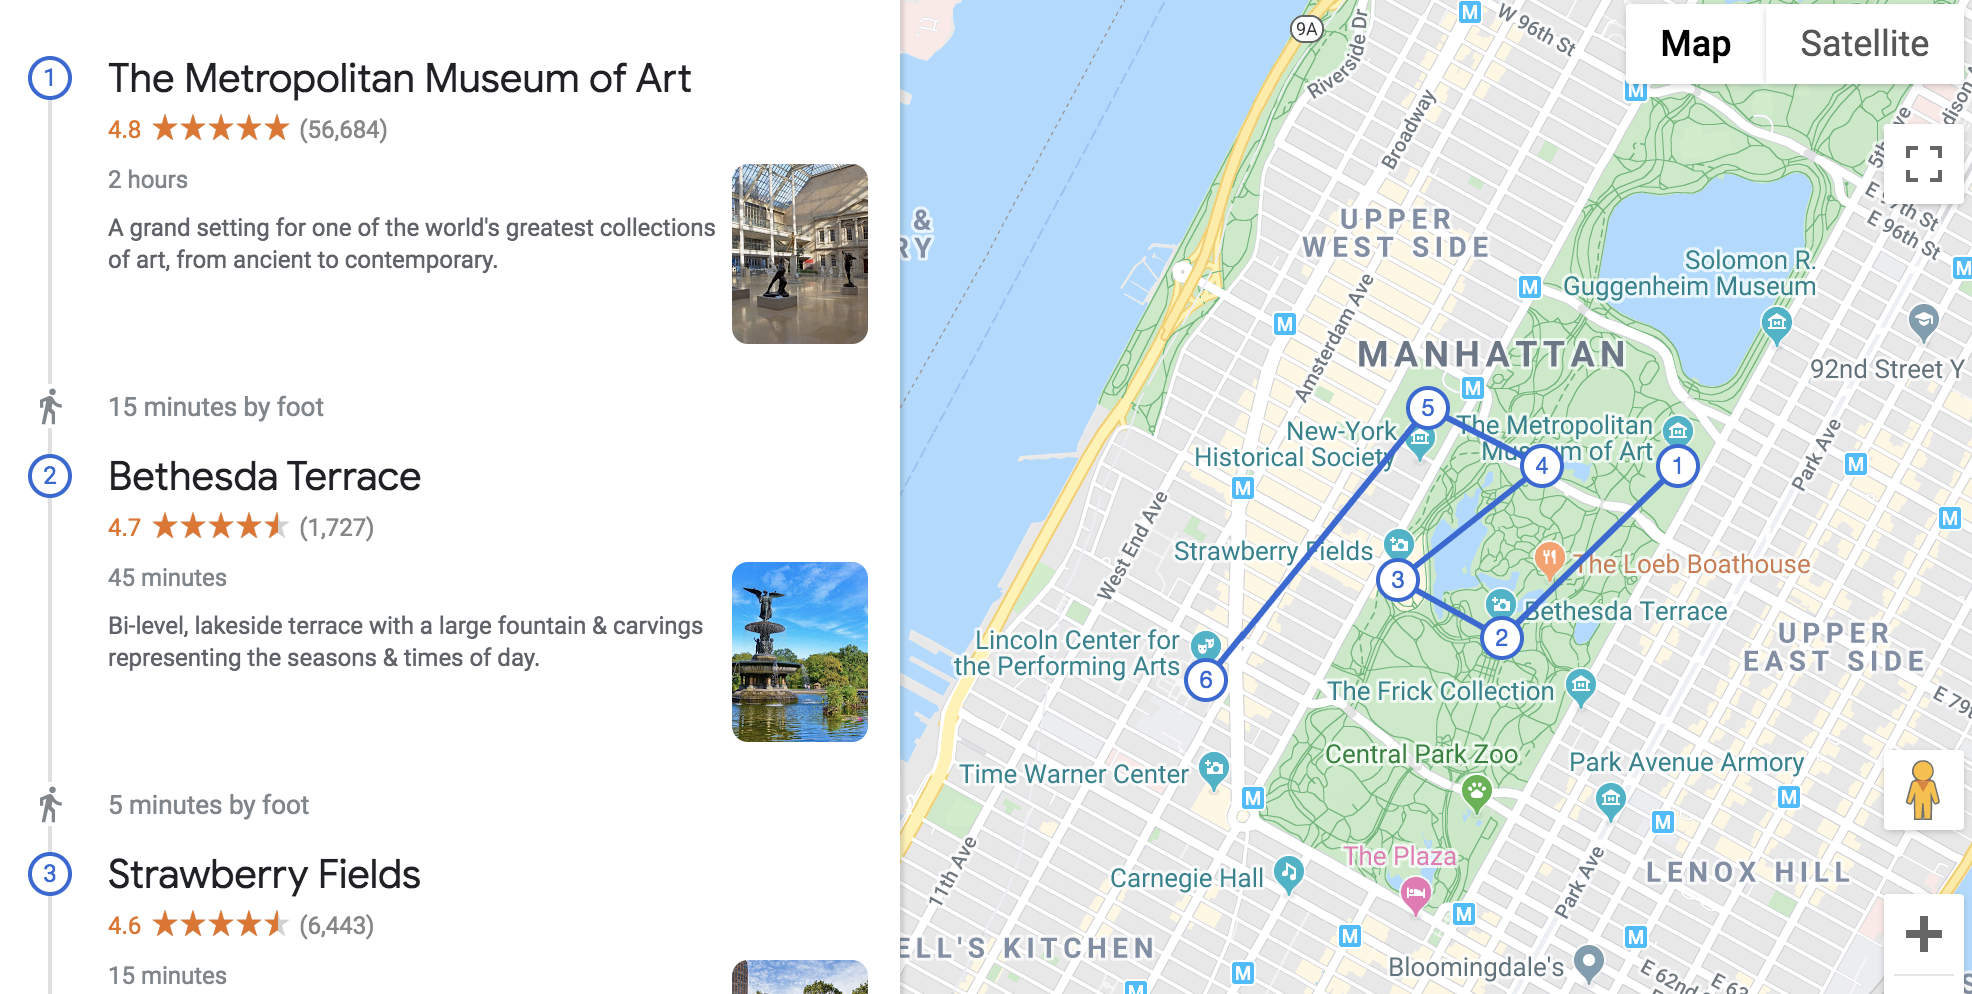 1
The Metropolitan Museum of Art
4.8 (56,684)
2 hours
A grand setting for one of the world's greatest collections
of art, from ancient to contemporary.
15 minutes by foot
2
Bethesda Terrace
4.7 (1,727)
45 minutes
Bi-level, lakeside terrace with a large fountain & carvings
representing the seasons & times of day.
5 minutes by foot
3
Strawberry Fields
4.6 (6,443)
15 minutes
Map
Satellite
9A
M
W 96th St
Riverside Dr
Broadway
M
5th
E 97th St
E 96th St
&
UPPER
WEST SIDE
Solomon R.
Guggenheim Museum
M
M
M
Amsterdam Ave
MANHATTAN
92nd Street Y
M
5
New-York
Historical Society
The Metropolitan
Museum of Art
4
1
Park Ave
M
M
M
West End Ave
Strawberry Fields
3
The Loeb Boathouse
Bethesda Terrace
2
Lincoln Center for
the Performing Arts
6
UPPER
EAST SIDE
The Frick Collection
E 79th
Central Park Zoo
Park Avenue Armory
Time Warner Center
M
M
M
The Plaza
11th Ave
Carnegie Hall
Park Ave
LENOX HILL
M
M
M
ELL'S KITCHEN
Bloomingdale's
M
M
E 62nd